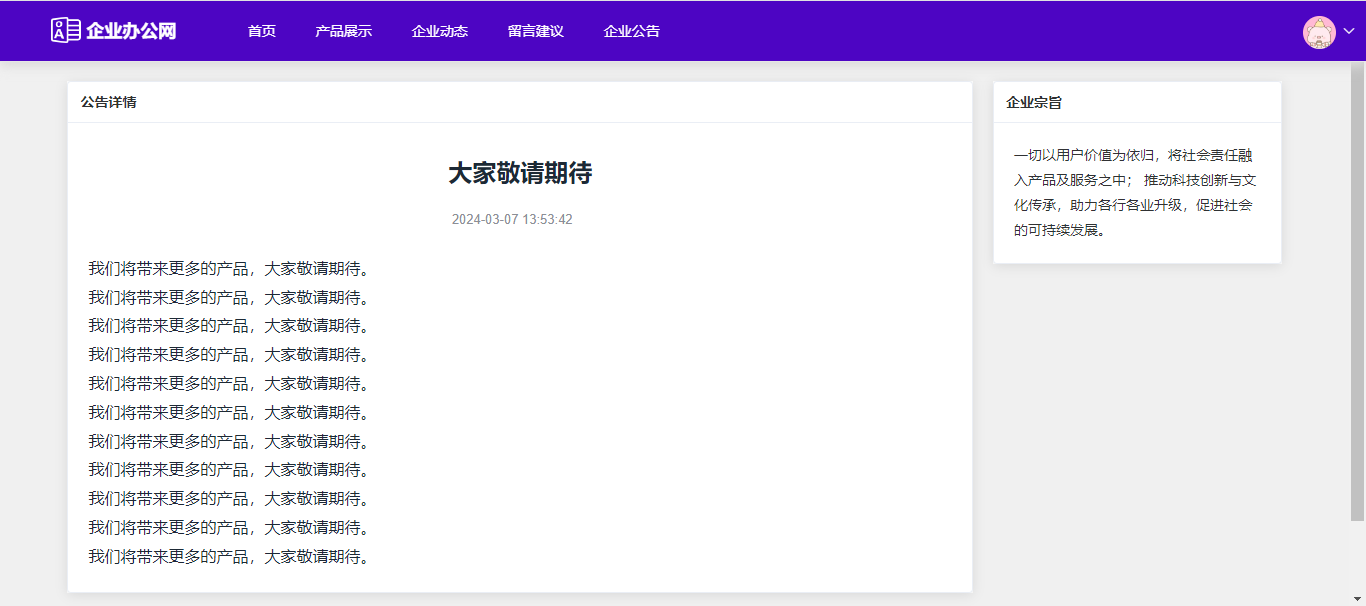 企业办公网
首页 产品展示 企业动态 留言建议 企业公告
公告详情
大家敬请期待
2024-03-07 13:53:42
我们将带来更多的产品，大家敬请期待。
我们将带来更多的产品，大家敬请期待。
我们将带来更多的产品，大家敬请期待。
我们将带来更多的产品，大家敬请期待。
我们将带来更多的产品，大家敬请期待。
我们将带来更多的产品，大家敬请期待。
我们将带来更多的产品，大家敬请期待。
我们将带来更多的产品，大家敬请期待。
我们将带来更多的产品，大家敬请期待。
我们将带来更多的产品，大家敬请期待。
我们将带来更多的产品，大家敬请期待。
企业宗旨
一切以用户价值为依归，将社会责任融
入产品及服务之中； 推动科技创新与文
化传承，助力各行各业升级，促进社会
的可持续发展。